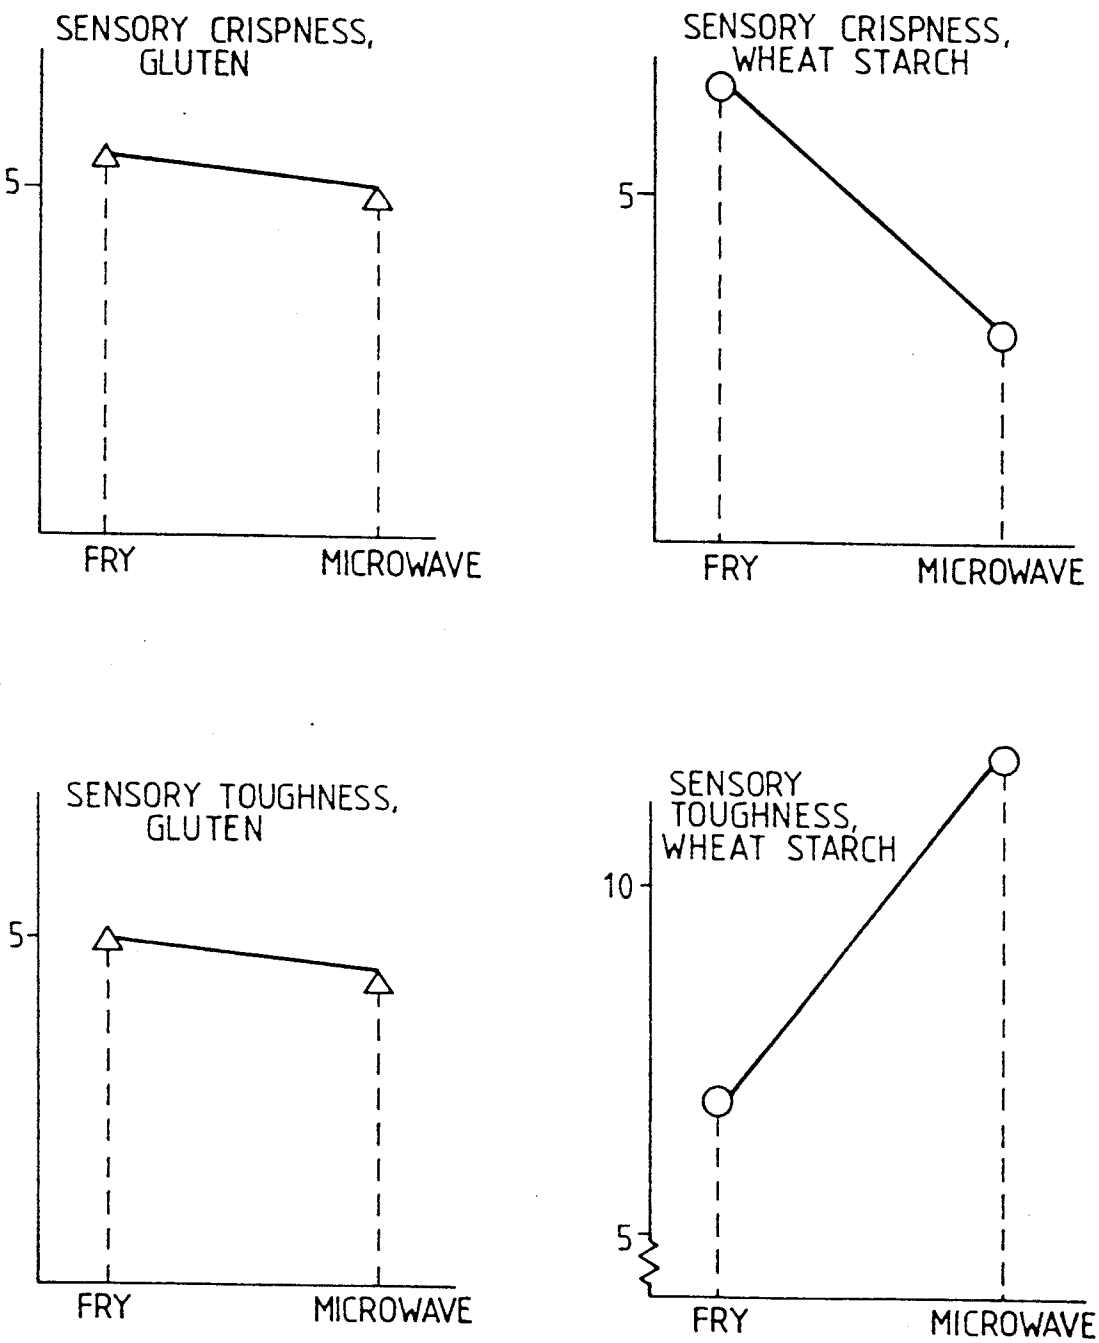 SENSORY CRISPNESS,
GLUTEN
5
FRY
MICROWAVE
SENSORY CRISPNESS,
WHEAT STARCH
5
FRY
MICROWAVE
SENSORY TOUGHNESS,
GLUTEN
5
FRY
MICROWAVE
SENSORY
TOUGHNESS,
WHEAT STARCH
10
5
FRY
MICROWAVE